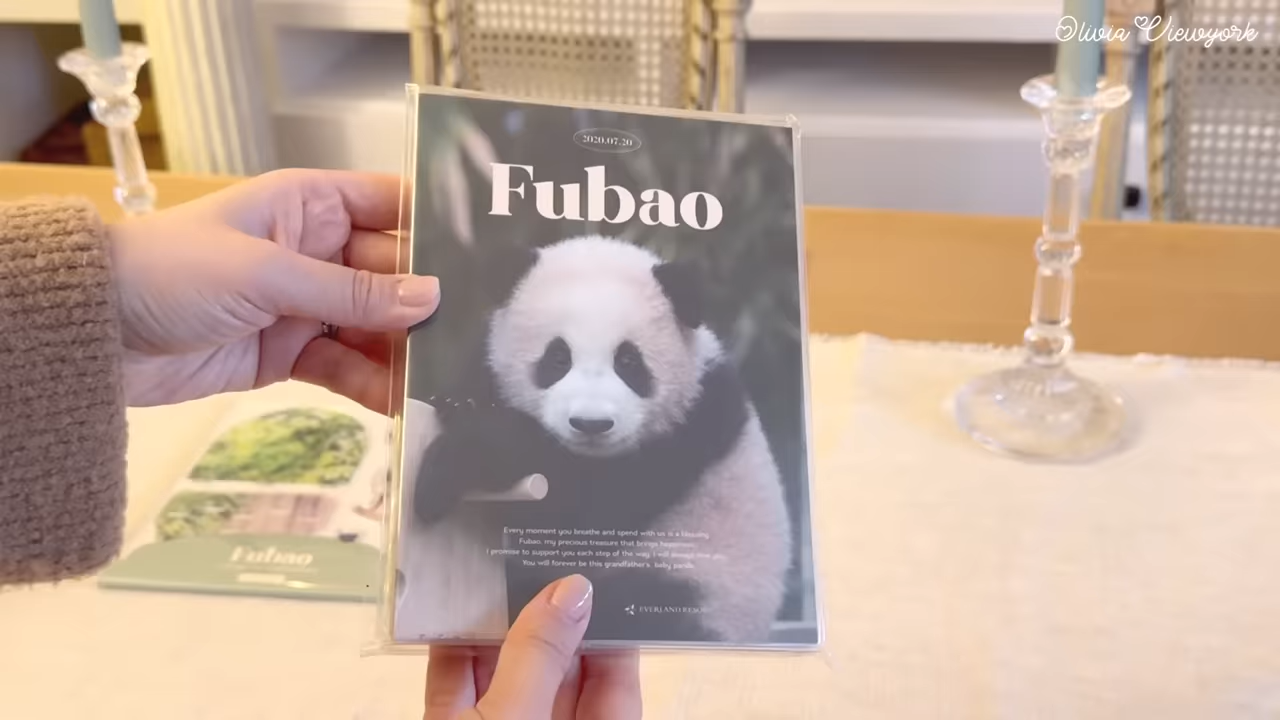 Olivia Viewyork
2020.07.20
Fubao
Every moment you breathe and spend with us is a blessing
Fubao, my precious treasure that brings happiness.
I promise to support you each step of the way. I will always love you.
You will forever be this grandfather's baby panda.
EVERLAND RESORT
Fubao